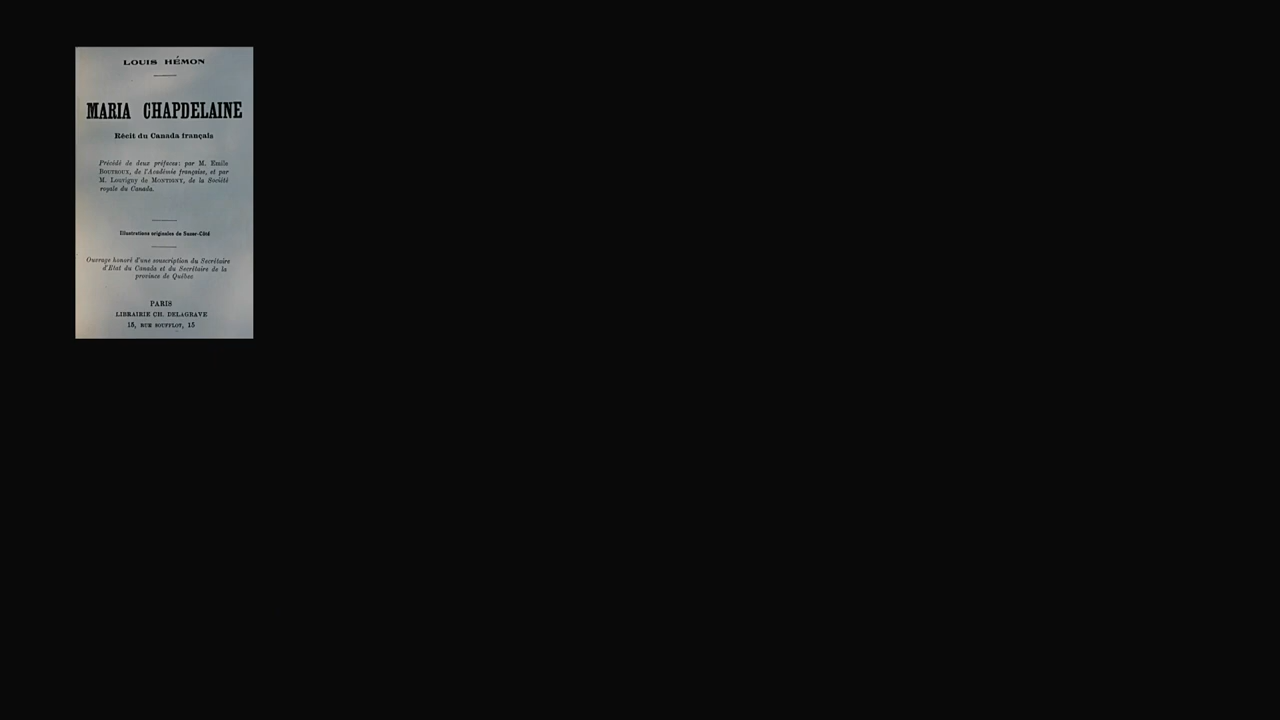 LOUIS HÉMON
MARIA CHAPDELAINE
Récit du Canada français
Précédé de deux préfaces: par M. Emile
BOUTROUX, de l'Académie française, et par
M. Louvigny de MONTIGNY, de la Société
royale du Canada.
Illustrations originales de Suzor-Côté
Ouvrage honoré d'une souscription du Secrétaire
d'Etat du Canada et du Secrétaire de la
province de Québec
PARIS
LIBRAIRIE CH. DELAGRAVE
15, RUE SOUFFLOT, 15